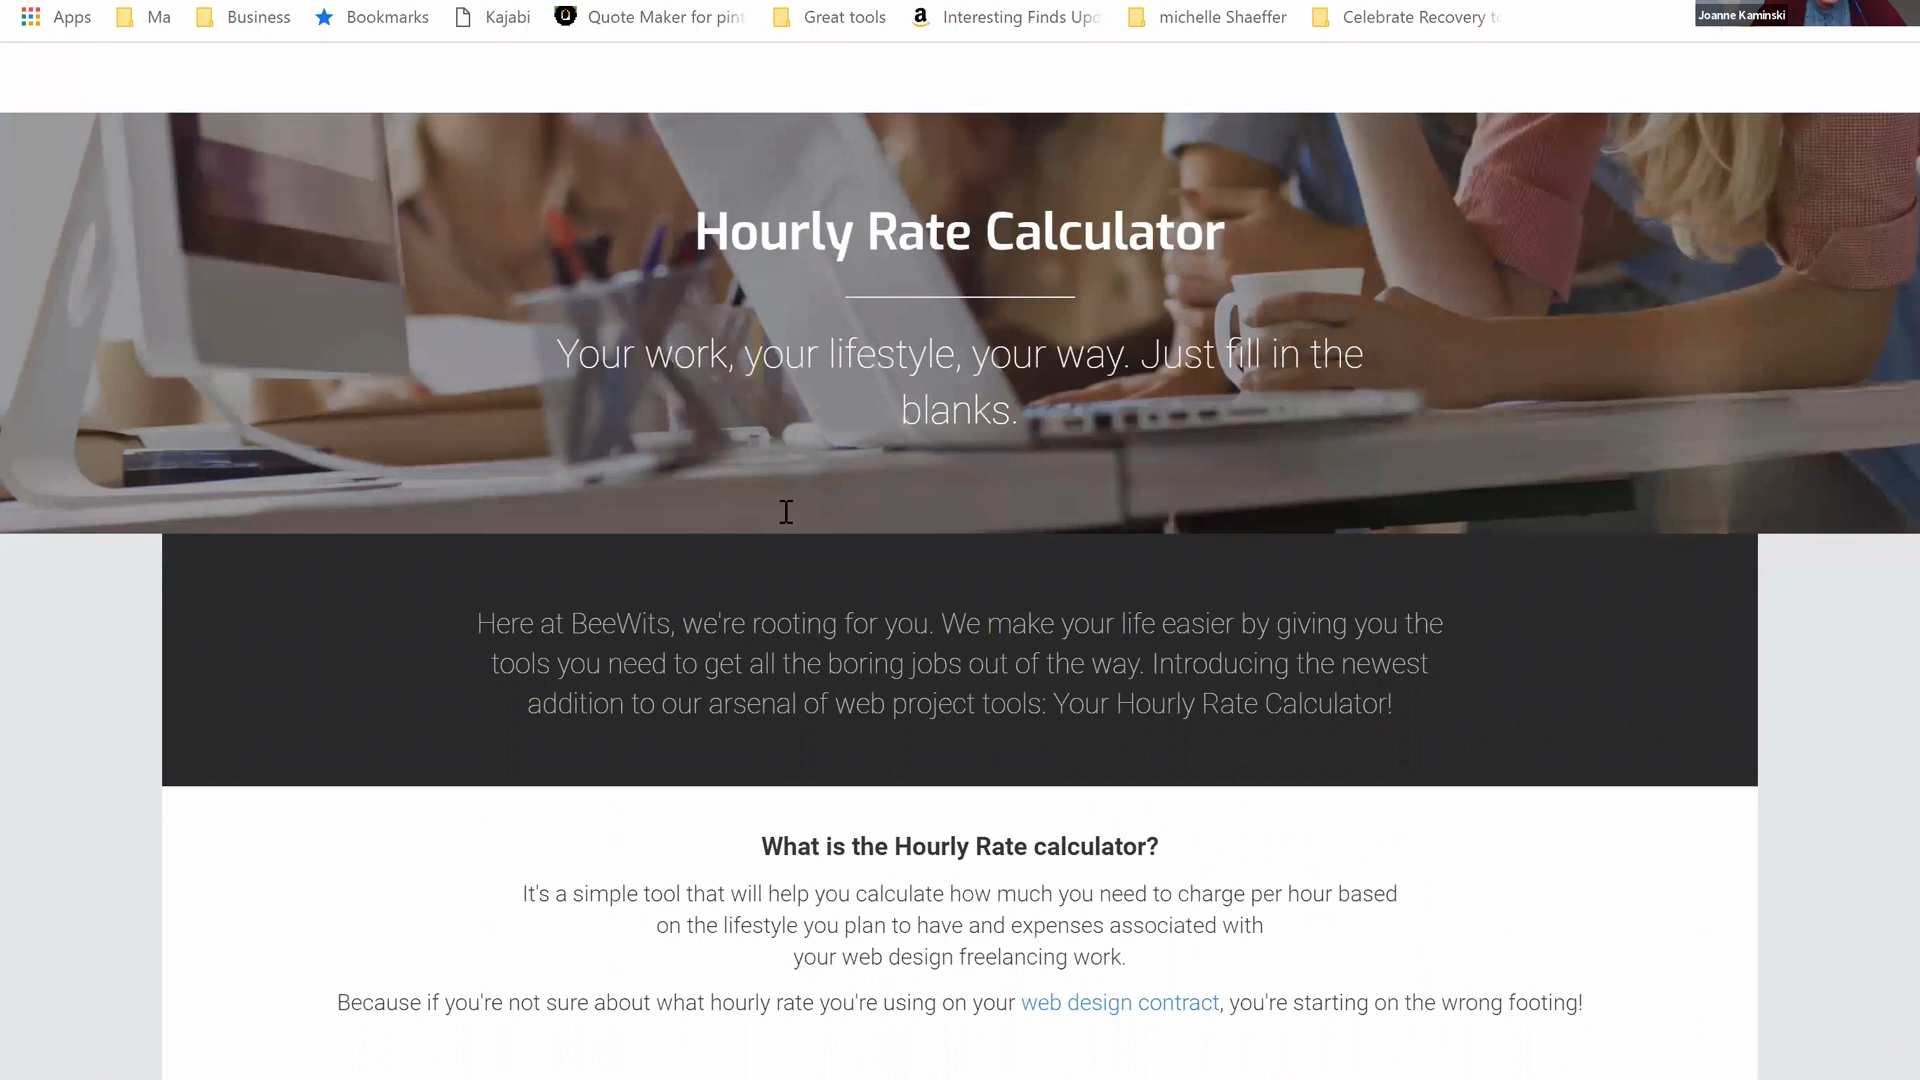 Apps Ma Business Bookmarks Kajabi Quote Maker for pint Great tools Interesting Finds Upd michelle Shaeffer Celebrate Recovery to
Joanne Kaminski
Hourly Rate Calculator
Your work, your lifestyle, your way. Just fill in the
blanks.
Here at BeeWits, we're rooting for you. We make your life easier by giving you the
tools you need to get all the boring jobs out of the way. Introducing the newest
addition to our arsenal of web project tools: Your Hourly Rate Calculator!
What is the Hourly Rate calculator?
It's a simple tool that will help you calculate how much you need to charge per hour based
on the lifestyle you plan to have and expenses associated with
your web design freelancing work.
Because if you're not sure about what hourly rate you're using on your web design contract, you're starting on the wrong footing!